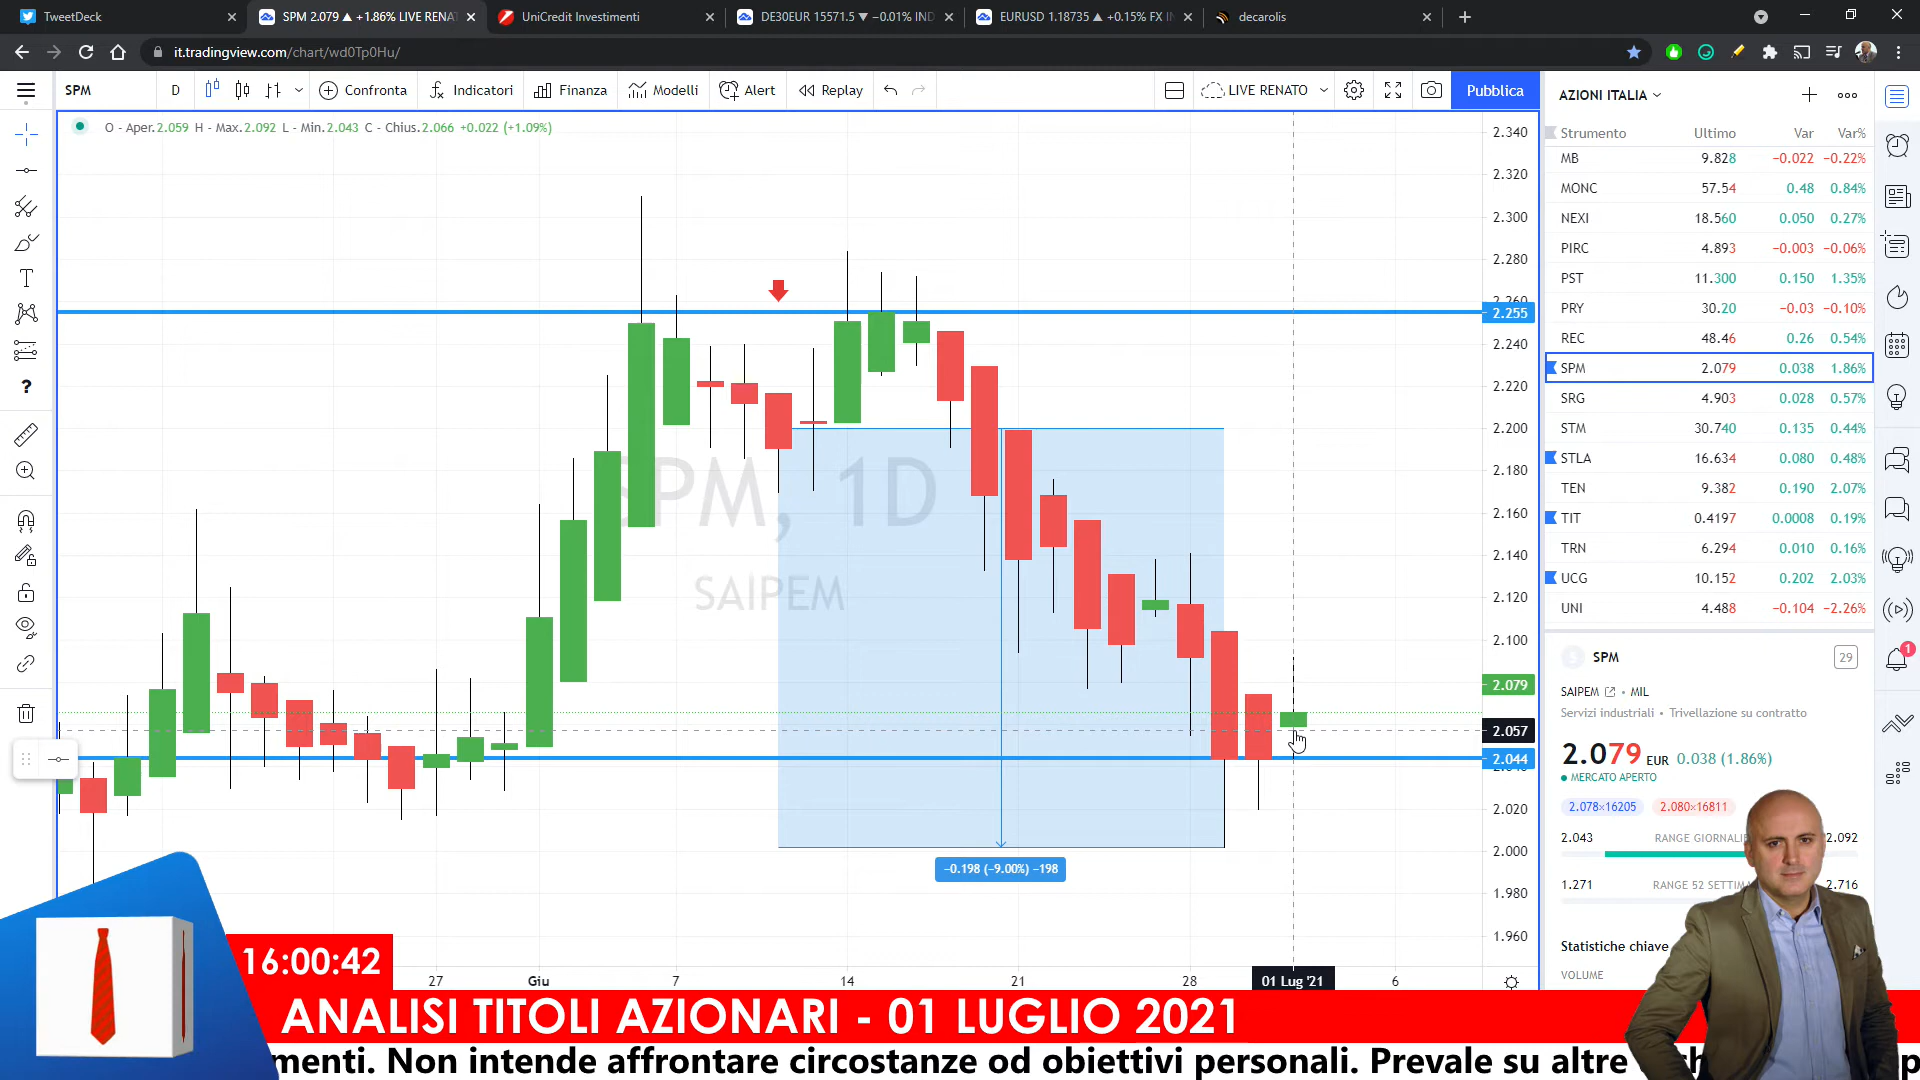 TweetDeck
SPM 2.079 ▲ +1.86% LIVE RENA
UniCredit Investimenti
DE30EUR 15571.5 ▼ −0.01% IND
EURUSD 1.18735 ▲ +0.15% FX IN
decarolis
it.tradingview.com/chart/wd0Tp0Hu/
SPM
D
Confronta
Indicatori
Finanza
Modelli
Alert
Replay
LIVE RENATO
Pubblica
O - Aper.2.059 H - Max.2.092 L - Min.2.043 C - Chius.2.066 +0.022 (+1.09%)
SPM, 1D
SAIPEM
−0.198 (−9.00%) −198
2.340
2.320
2.300
2.280
2.260
2.255
2.240
2.220
2.200
2.180
2.160
2.140
2.120
2.100
2.079
2.057
2.044
2.020
2.000
1.980
1.960
27
Giu
7
14
21
28
01 Lug '21
6
AZIONI ITALIA
Strumento Ultimo Var Var%
MB 9.828 −0.022 −0.22%
MONC 57.54 0.48 0.84%
NEXI 18.560 0.050 0.27%
PIRC 4.893 −0.003 −0.06%
PST 11.300 0.150 1.35%
PRY 30.20 −0.03 −0.10%
REC 48.46 0.26 0.54%
SPM 2.079 0.038 1.86%
SRG 4.903 0.028 0.57%
STM 30.740 0.135 0.44%
STLA 16.634 0.080 0.48%
TEN 9.382 0.190 2.07%
TIT 0.4197 0.0008 0.19%
TRN 6.294 0.010 0.16%
UCG 10.152 0.202 2.03%
UNI 4.488 −0.104 −2.26%
SPM
29
SAIPEM • MIL
Servizi industriali • Trivellazione su contratto
2.079 EUR 0.038 (1.86%)
MERCATO APERTO
2.078×16205 2.080×16811
2.043 RANGE GIORNALIE 2.092
1.271 RANGE 52 SETTIMA 2.716
Statistiche chiave
VOLUME
1
16:00:42
ANALISI TITOLI AZIONARI - 01 LUGLIO 2021
menti. Non intende affrontare circostanze od obiettivi personali. Prevale su altre